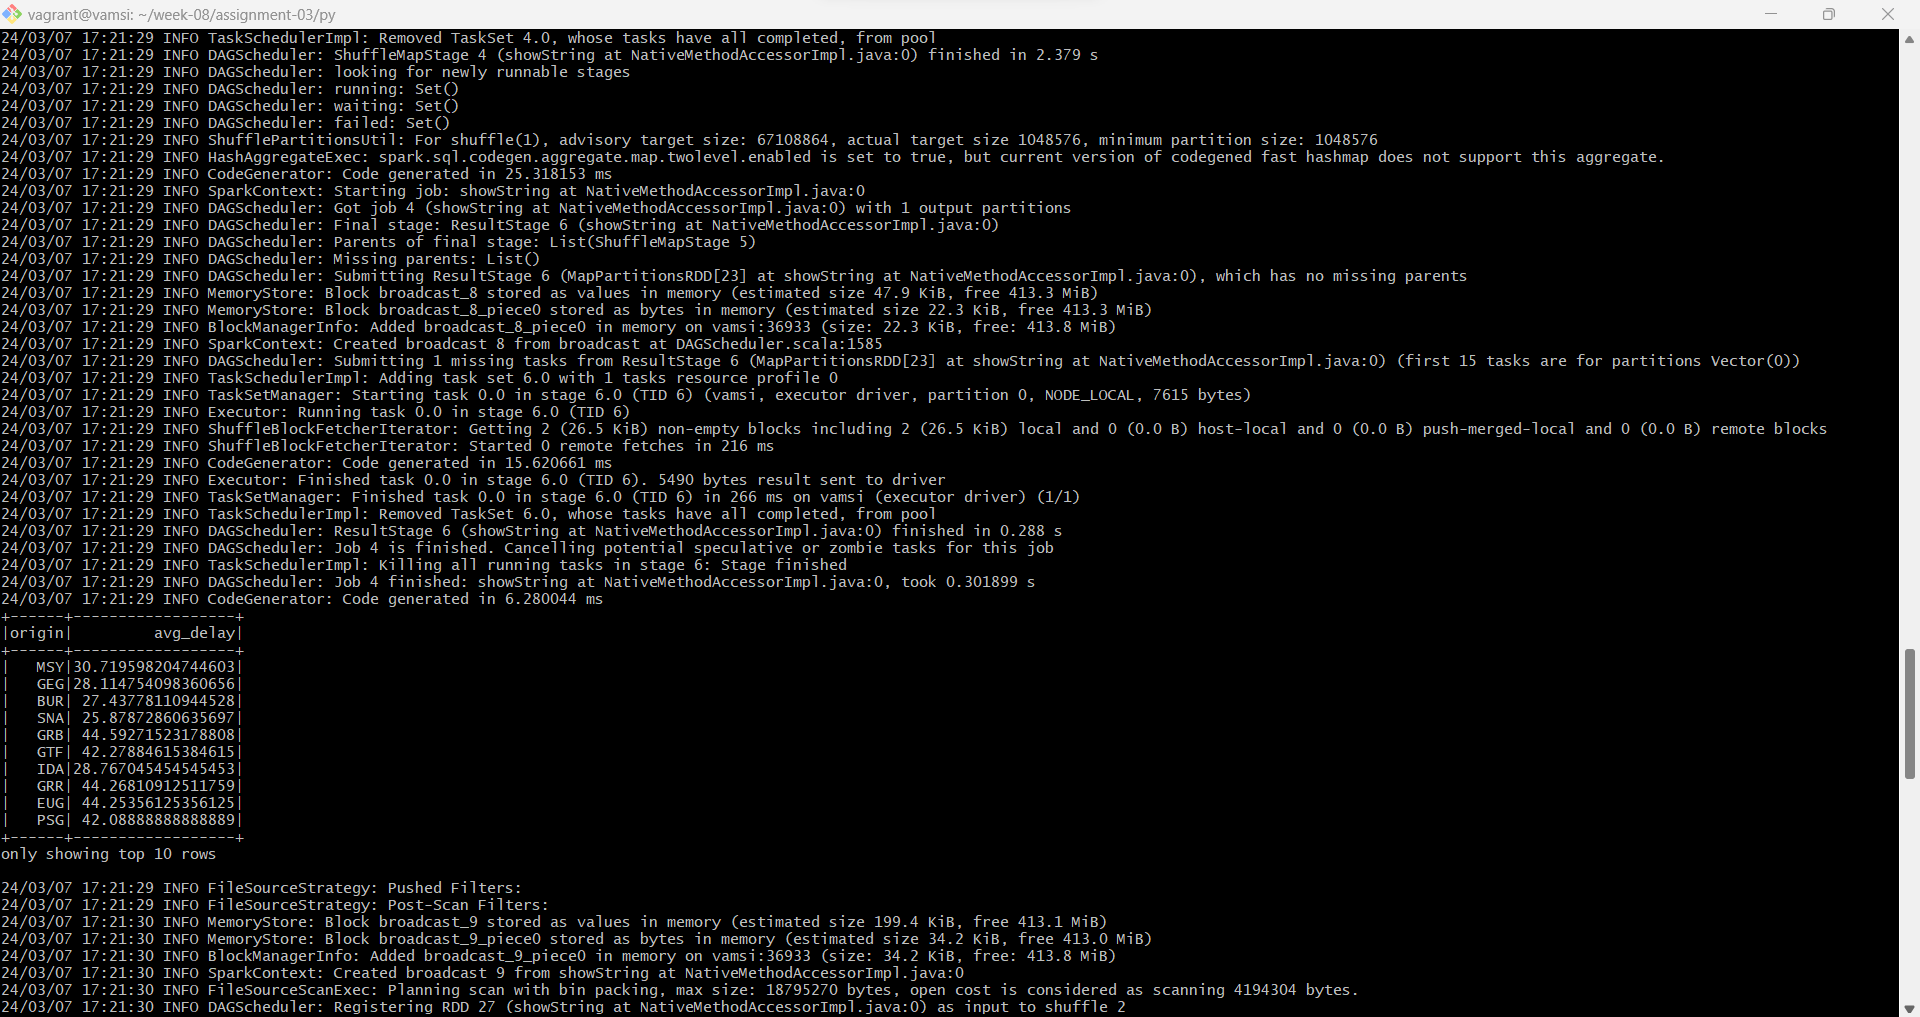 vagrant@vamsi: ~/week-08/assignment-03/py
24/03/07 17:21:29 INFO TaskSchedulerImpl: Removed TaskSet 4.0, whose tasks have all completed, from pool
24/03/07 17:21:29 INFO DAGScheduler: ShuffleMapStage 4 (showString at NativeMethodAccessorImpl.java:0) finished in 2.379 s
24/03/07 17:21:29 INFO DAGScheduler: looking for newly runnable stages
24/03/07 17:21:29 INFO DAGScheduler: running: Set()
24/03/07 17:21:29 INFO DAGScheduler: waiting: Set()
24/03/07 17:21:29 INFO DAGScheduler: failed: Set()
24/03/07 17:21:29 INFO ShufflePartitionsUtil: For shuffle(1), advisory target size: 67108864, actual target size 1048576, minimum partition size: 1048576
24/03/07 17:21:29 INFO HashAggregateExec: spark.sql.codegen.aggregate.map.twolevel.enabled is set to true, but current version of codegened fast hashmap does not support this aggregate.
24/03/07 17:21:29 INFO CodeGenerator: Code generated in 25.318153 ms
24/03/07 17:21:29 INFO SparkContext: Starting job: showString at NativeMethodAccessorImpl.java:0
24/03/07 17:21:29 INFO DAGScheduler: Got job 4 (showString at NativeMethodAccessorImpl.java:0) with 1 output partitions
24/03/07 17:21:29 INFO DAGScheduler: Final stage: ResultStage 6 (showString at NativeMethodAccessorImpl.java:0)
24/03/07 17:21:29 INFO DAGScheduler: Parents of final stage: List(ShuffleMapStage 5)
24/03/07 17:21:29 INFO DAGScheduler: Missing parents: List()
24/03/07 17:21:29 INFO DAGScheduler: Submitting ResultStage 6 (MapPartitionsRDD[23] at showString at NativeMethodAccessorImpl.java:0), which has no missing parents
24/03/07 17:21:29 INFO MemoryStore: Block broadcast_8 stored as values in memory (estimated size 47.9 KiB, free 413.3 MiB)
24/03/07 17:21:29 INFO MemoryStore: Block broadcast_8_piece0 stored as bytes in memory (estimated size 22.3 KiB, free 413.3 MiB)
24/03/07 17:21:29 INFO BlockManagerInfo: Added broadcast_8_piece0 in memory on vamsi:36933 (size: 22.3 KiB, free: 413.8 MiB)
24/03/07 17:21:29 INFO SparkContext: Created broadcast 8 from broadcast at DAGScheduler.scala:1585
24/03/07 17:21:29 INFO DAGScheduler: Submitting 1 missing tasks from ResultStage 6 (MapPartitionsRDD[23] at showString at NativeMethodAccessorImpl.java:0) (first 15 tasks are for partitions Vector(0))
24/03/07 17:21:29 INFO TaskSchedulerImpl: Adding task set 6.0 with 1 tasks resource profile 0
24/03/07 17:21:29 INFO TaskSetManager: Starting task 0.0 in stage 6.0 (TID 6) (vamsi, executor driver, partition 0, NODE_LOCAL, 7615 bytes)
24/03/07 17:21:29 INFO Executor: Running task 0.0 in stage 6.0 (TID 6)
24/03/07 17:21:29 INFO ShuffleBlockFetcherIterator: Getting 2 (26.5 KiB) non-empty blocks including 2 (26.5 KiB) local and 0 (0.0 B) host-local and 0 (0.0 B) push-merged-local and 0 (0.0 B) remote blocks
24/03/07 17:21:29 INFO ShuffleBlockFetcherIterator: Started 0 remote fetches in 216 ms
24/03/07 17:21:29 INFO CodeGenerator: Code generated in 15.620661 ms
24/03/07 17:21:29 INFO Executor: Finished task 0.0 in stage 6.0 (TID 6). 5490 bytes result sent to driver
24/03/07 17:21:29 INFO TaskSetManager: Finished task 0.0 in stage 6.0 (TID 6) in 266 ms on vamsi (executor driver) (1/1)
24/03/07 17:21:29 INFO TaskSchedulerImpl: Removed TaskSet 6.0, whose tasks have all completed, from pool
24/03/07 17:21:29 INFO DAGScheduler: ResultStage 6 (showString at NativeMethodAccessorImpl.java:0) finished in 0.288 s
24/03/07 17:21:29 INFO DAGScheduler: Job 4 is finished. Cancelling potential speculative or zombie tasks for this job
24/03/07 17:21:29 INFO TaskSchedulerImpl: Killing all running tasks in stage 6: Stage finished
24/03/07 17:21:29 INFO DAGScheduler: Job 4 finished: showString at NativeMethodAccessorImpl.java:0, took 0.301899 s
24/03/07 17:21:29 INFO CodeGenerator: Code generated in 6.280044 ms
+------+------------------+
|origin|         avg_delay|
+------+------------------+
|   MSY|30.719598204744603|
|   GEG|28.114754098360656|
|   BUR| 27.43778110944528|
|   SNA| 25.87872860635697|
|   GRB| 44.59271523178808|
|   GTF| 42.27884615384615|
|   IDA|28.767045454545453|
|   GRR| 44.26810912511759|
|   EUG| 44.25356125356125|
|   PSG| 42.08888888888889|
+------+------------------+
only showing top 10 rows
24/03/07 17:21:29 INFO FileSourceStrategy: Pushed Filters:
24/03/07 17:21:29 INFO FileSourceStrategy: Post-Scan Filters:
24/03/07 17:21:30 INFO MemoryStore: Block broadcast_9 stored as values in memory (estimated size 199.4 KiB, free 413.1 MiB)
24/03/07 17:21:30 INFO MemoryStore: Block broadcast_9_piece0 stored as bytes in memory (estimated size 34.2 KiB, free 413.0 MiB)
24/03/07 17:21:30 INFO BlockManagerInfo: Added broadcast_9_piece0 in memory on vamsi:36933 (size: 34.2 KiB, free: 413.8 MiB)
24/03/07 17:21:30 INFO SparkContext: Created broadcast 9 from showString at NativeMethodAccessorImpl.java:0
24/03/07 17:21:30 INFO FileSourceScanExec: Planning scan with bin packing, max size: 18795270 bytes, open cost is considered as scanning 4194304 bytes.
24/03/07 17:21:30 INFO DAGScheduler: Registering RDD 27 (showString at NativeMethodAccessorImpl.java:0) as input to shuffle 2